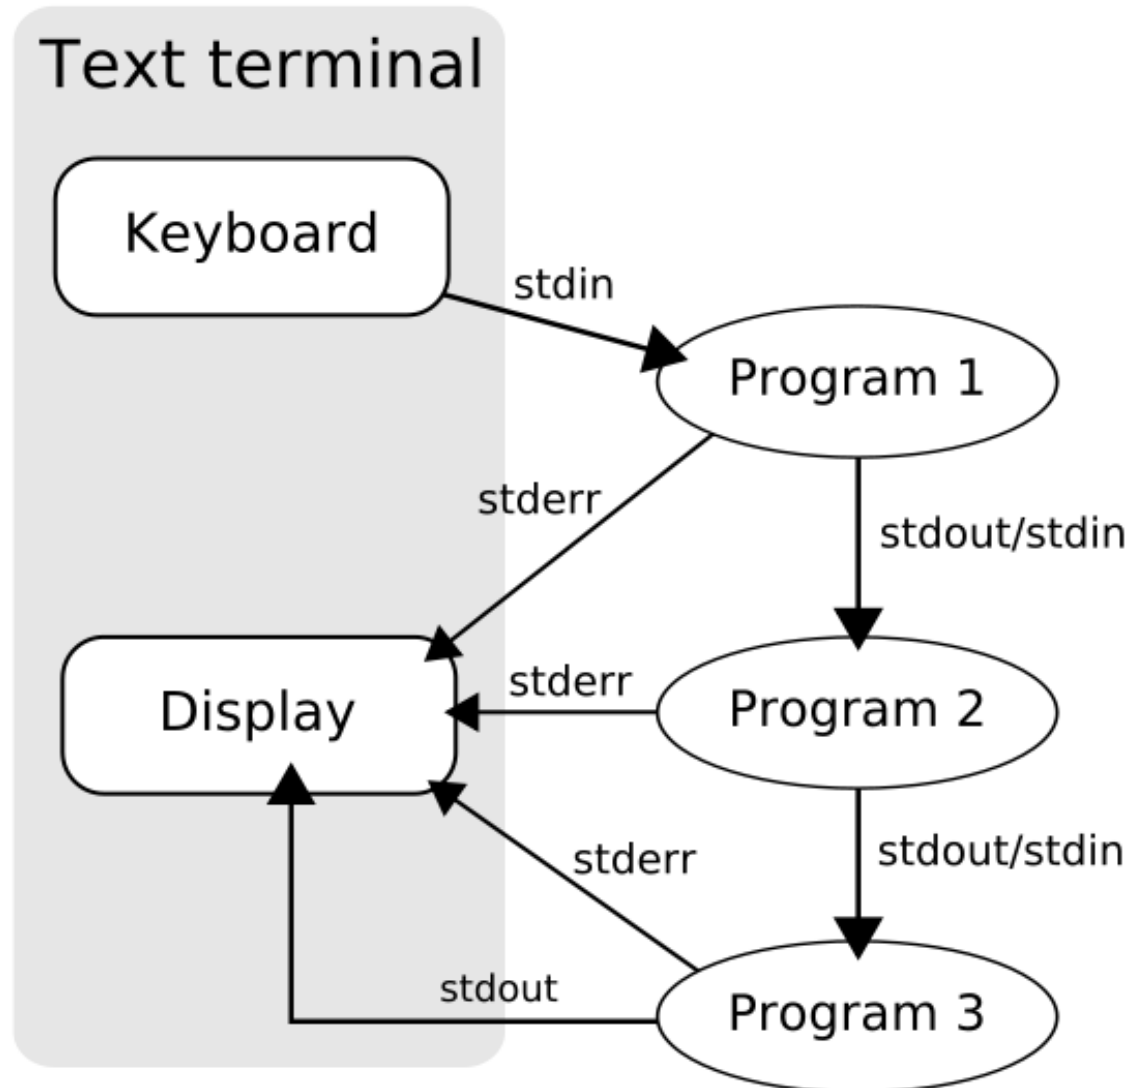 Text terminal
Keyboard
stdin
Program 1
stderr
stdout/stdin
Display
stderr
Program 2
stderr
stdout/stdin
stdout
Program 3